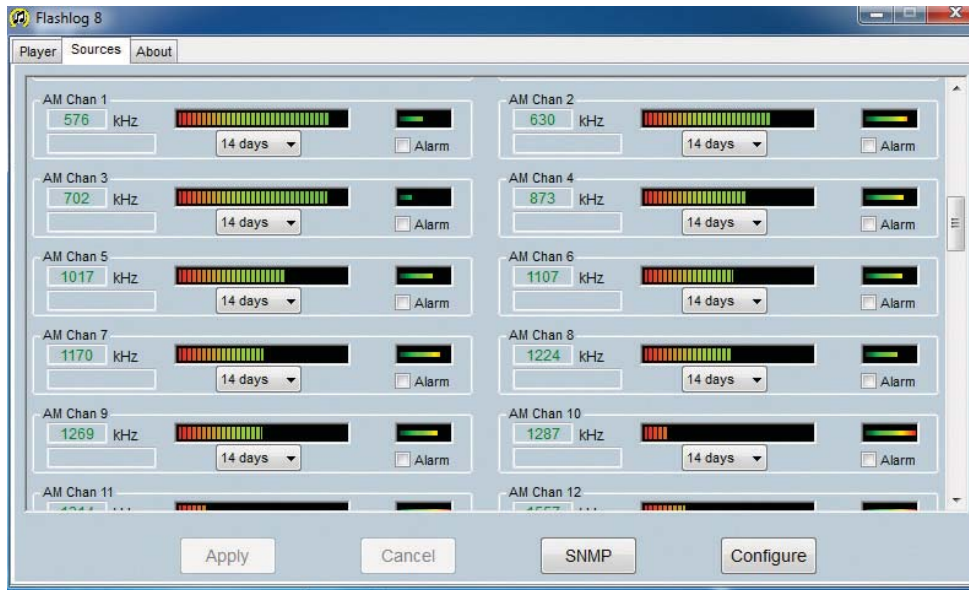 Flashlog 8
Player Sources About
AM Chan 1 AM Chan 2
576 kHz 630 kHz
14 days Alarm 14 days Alarm
AM Chan 3 AM Chan 4
702 kHz 873 kHz
14 days Alarm 14 days Alarm
AM Chan 5 AM Chan 6
1017 kHz 1107 kHz
14 days Alarm 14 days Alarm
AM Chan 7 AM Chan 8
1170 kHz 1224 kHz
14 days Alarm 14 days Alarm
AM Chan 9 AM Chan 10
1269 kHz 1287 kHz
14 days Alarm 14 days Alarm
AM Chan 11 AM Chan 12
Apply Cancel SNMP Configure